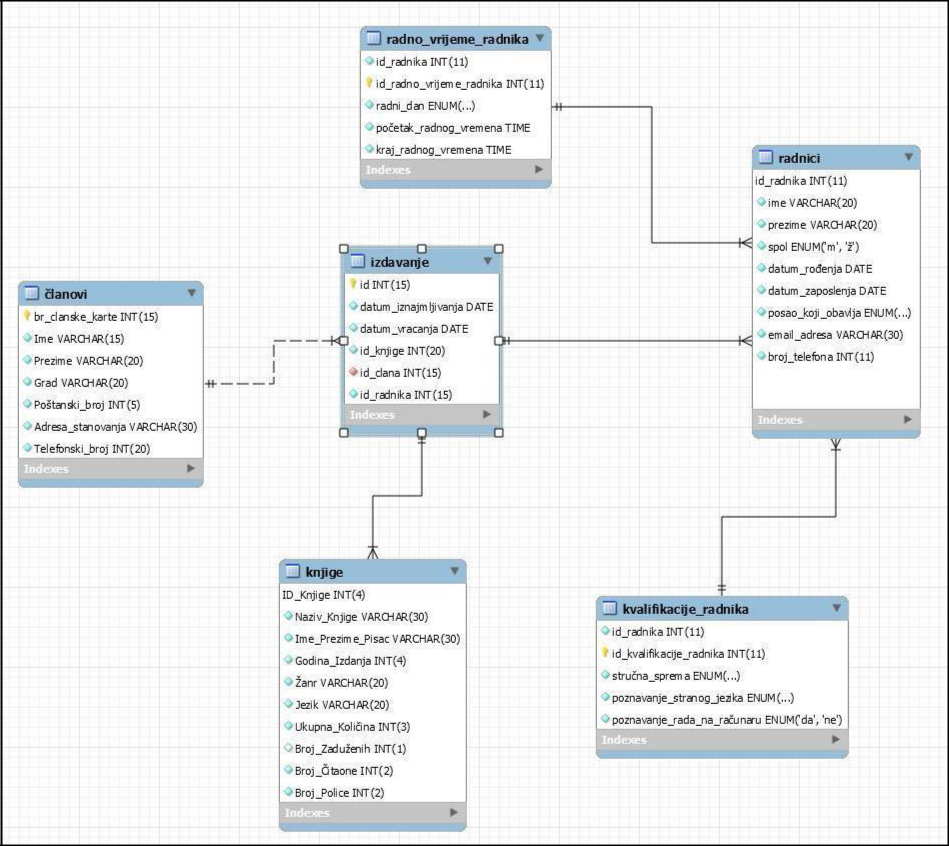 radno_vrijeme_radnika
id_radnika INT(11)
id_radno_vrijeme_radnika INT(11)
radni_dan ENUM(...)
početak_radnog_vremena TIME
kraj_radnog_vremena TIME
Indexes
radnici
id_radnika INT(11)
ime VARCHAR(20)
prezime VARCHAR(20)
spol ENUM('m', 'ž')
datum_rođenja DATE
datum_zaposlenja DATE
posao_koji_obavlja ENUM(...)
email_adresa VARCHAR(30)
broj_telefona INT(11)
Indexes
izdavanje
id INT(15)
datum_iznajmljivanja DATE
datum_vracanja DATE
id_knjige INT(20)
id_clana INT(15)
id_radnika INT(15)
Indexes
članovi
br_clanske_karte INT(15)
Ime VARCHAR(15)
Prezime VARCHAR(20)
Grad VARCHAR(20)
Poštanski_broj INT(5)
Adresa_stanovanja VARCHAR(30)
Telefonski_broj INT(20)
Indexes
knjige
ID_Knjige INT(4)
Naziv_Knjige VARCHAR(30)
Ime_Prezime_Pisac VARCHAR(30)
Godina_Izdanja INT(4)
Žanr VARCHAR(20)
Jezik VARCHAR(20)
Ukupna_Količina INT(3)
Broj_Zaduženih INT(1)
Broj_Čitaone INT(2)
Broj_Police INT(2)
Indexes
kvalifikacije_radnika
id_radnika INT(11)
id_kvalifikacije_radnika INT(11)
stručna_sprema ENUM(...)
poznavanje_stranog_jezika ENUM(...)
poznavanje_rada_na_računaru ENUM('da', 'ne')
Indexes